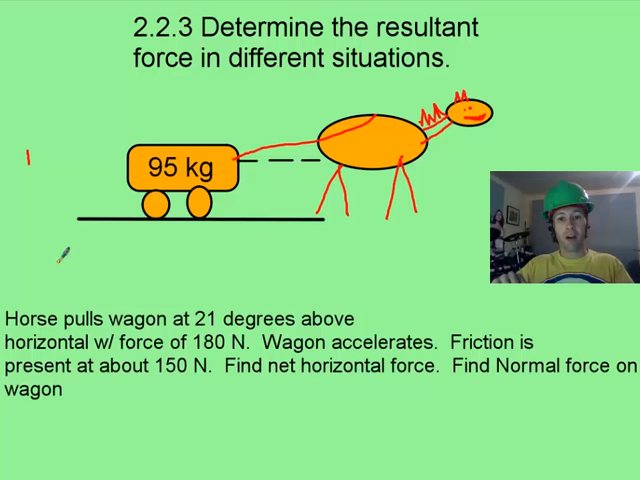 2.2.3 Determine the resultant
force in different situations.
95 kg
Horse pulls wagon at 21 degrees above
horizontal w/ force of 180 N. Wagon accelerates. Friction is
present at about 150 N. Find net horizontal force. Find Normal force on
wagon